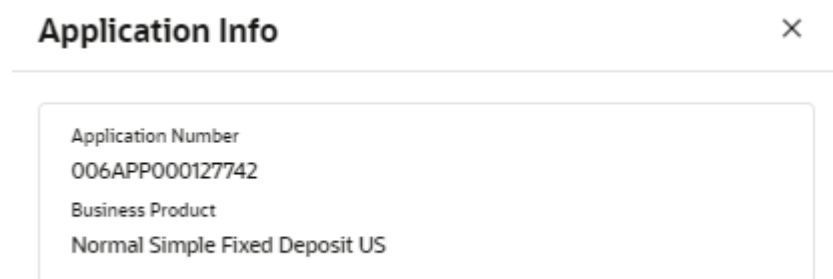 Application Info
Application Number
006APP000127742
Business Product
Normal Simple Fixed Deposit US